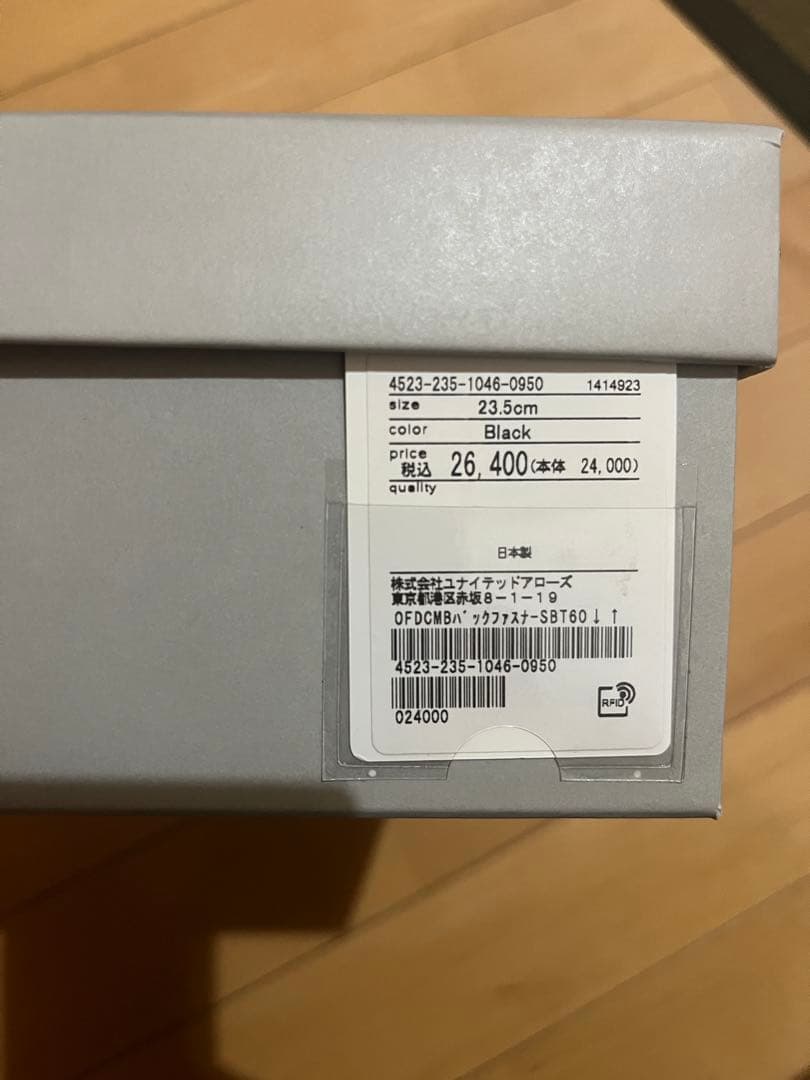 4523-235-1046-0950 1414923
size 23.5cm
color Black
price 税込 26,400(本体 24,000)
quality
日本製
株式会社ユナイテッドアローズ
東京都港区赤坂8-1-19
OFDCMBﾊﾞｯｸﾌｧｽﾅｰSBT60↓ ↑
4523-235-1046-0950
024000
RFID